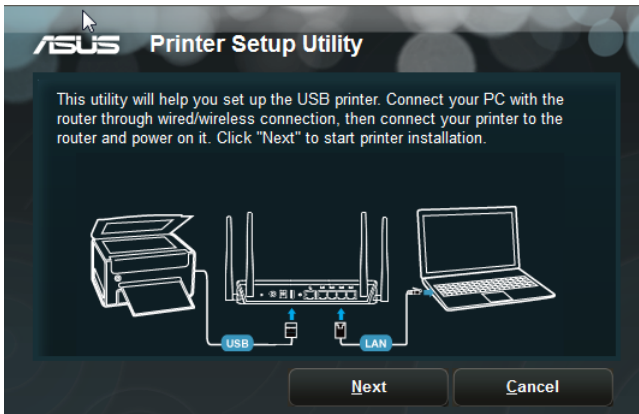 ASUS Printer Setup Utility
This utility will help you set up the USB printer. Connect your PC with the
router through wired/wireless connection, then connect your printer to the
router and power on it. Click "Next" to start printer installation.
USB
LAN
Next
Cancel